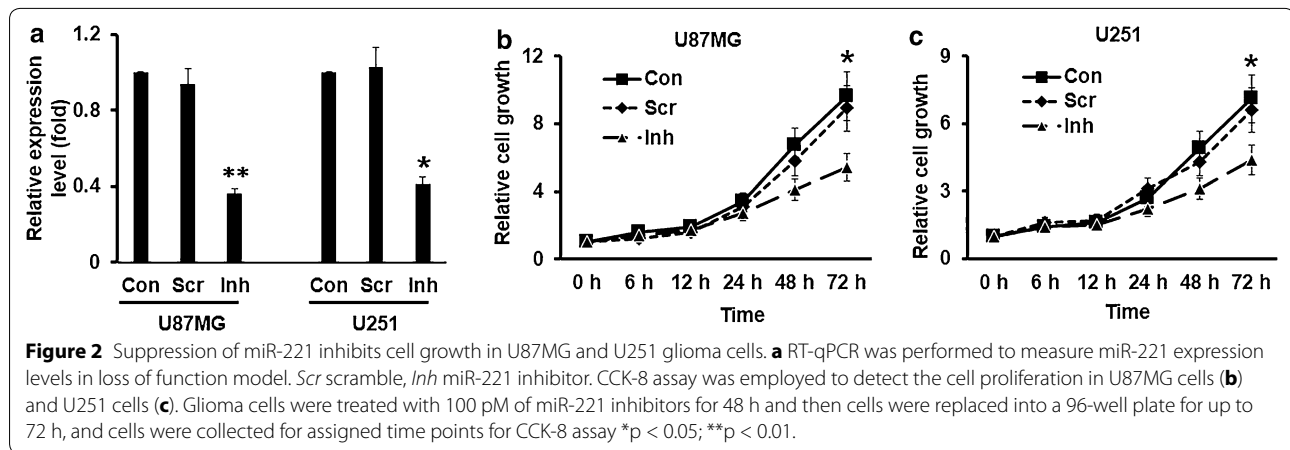 a
Relative expression
level (fold)
1.2
0.8
0.4
0
**
*
Con Scr Inh Con Scr Inh
U87MG U251
b
U87MG
Relative cell growth
12
8
4
0
Con
Scr
Inh
*
0 h 6 h 12 h 24 h 48 h 72 h
Time
c
U251
Relative cell growth
9
6
3
0
Con
Scr
Inh
*
0 h 6 h 12 h 24 h 48 h 72 h
Time
Figure 2 Suppression of miR-221 inhibits cell growth in U87MG and U251 glioma cells. a RT-qPCR was performed to measure miR-221 expression
levels in loss of function model. Scr scramble, Inh miR-221 inhibitor. CCK-8 assay was employed to detect the cell proliferation in U87MG cells (b)
and U251 cells (c). Glioma cells were treated with 100 pM of miR-221 inhibitors for 48 h and then cells were replaced into a 96-well plate for up to
72 h, and cells were collected for assigned time points for CCK-8 assay *p < 0.05; **p < 0.01.